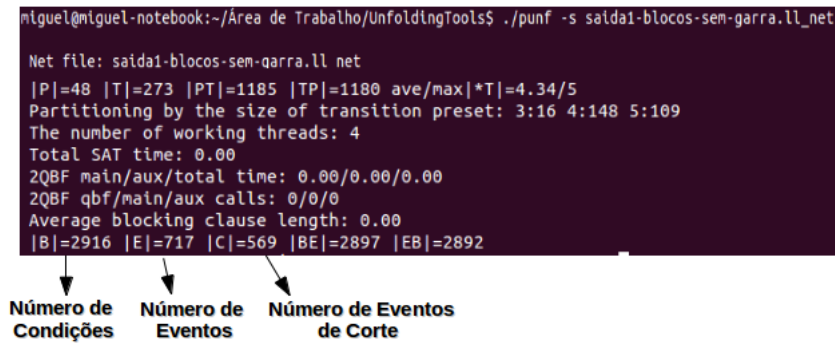 miguel@miguel-notebook:~/Área de Trabalho/UnfoldingTools$ ./punf -s saida1-blocos-sem-garra.ll_net
Net file: saida1-blocos-sem-garra.ll net
|P|=48 |T|=273 |PT|=1185 |TP|=1180 ave/max|*T|=4.34/5
Partitioning by the size of transition preset: 3:16 4:148 5:109
The number of working threads: 4
Total SAT time: 0.00
2QBF main/aux/total time: 0.00/0.00/0.00
2QBF qbf/main/aux calls: 0/0/0
Average blocking clause length: 0.00
|B|=2916 |E|=717 |C|=569 |BE|=2897 |EB|=2892
Número de Condições
Número de Eventos
Número de Eventos de Corte